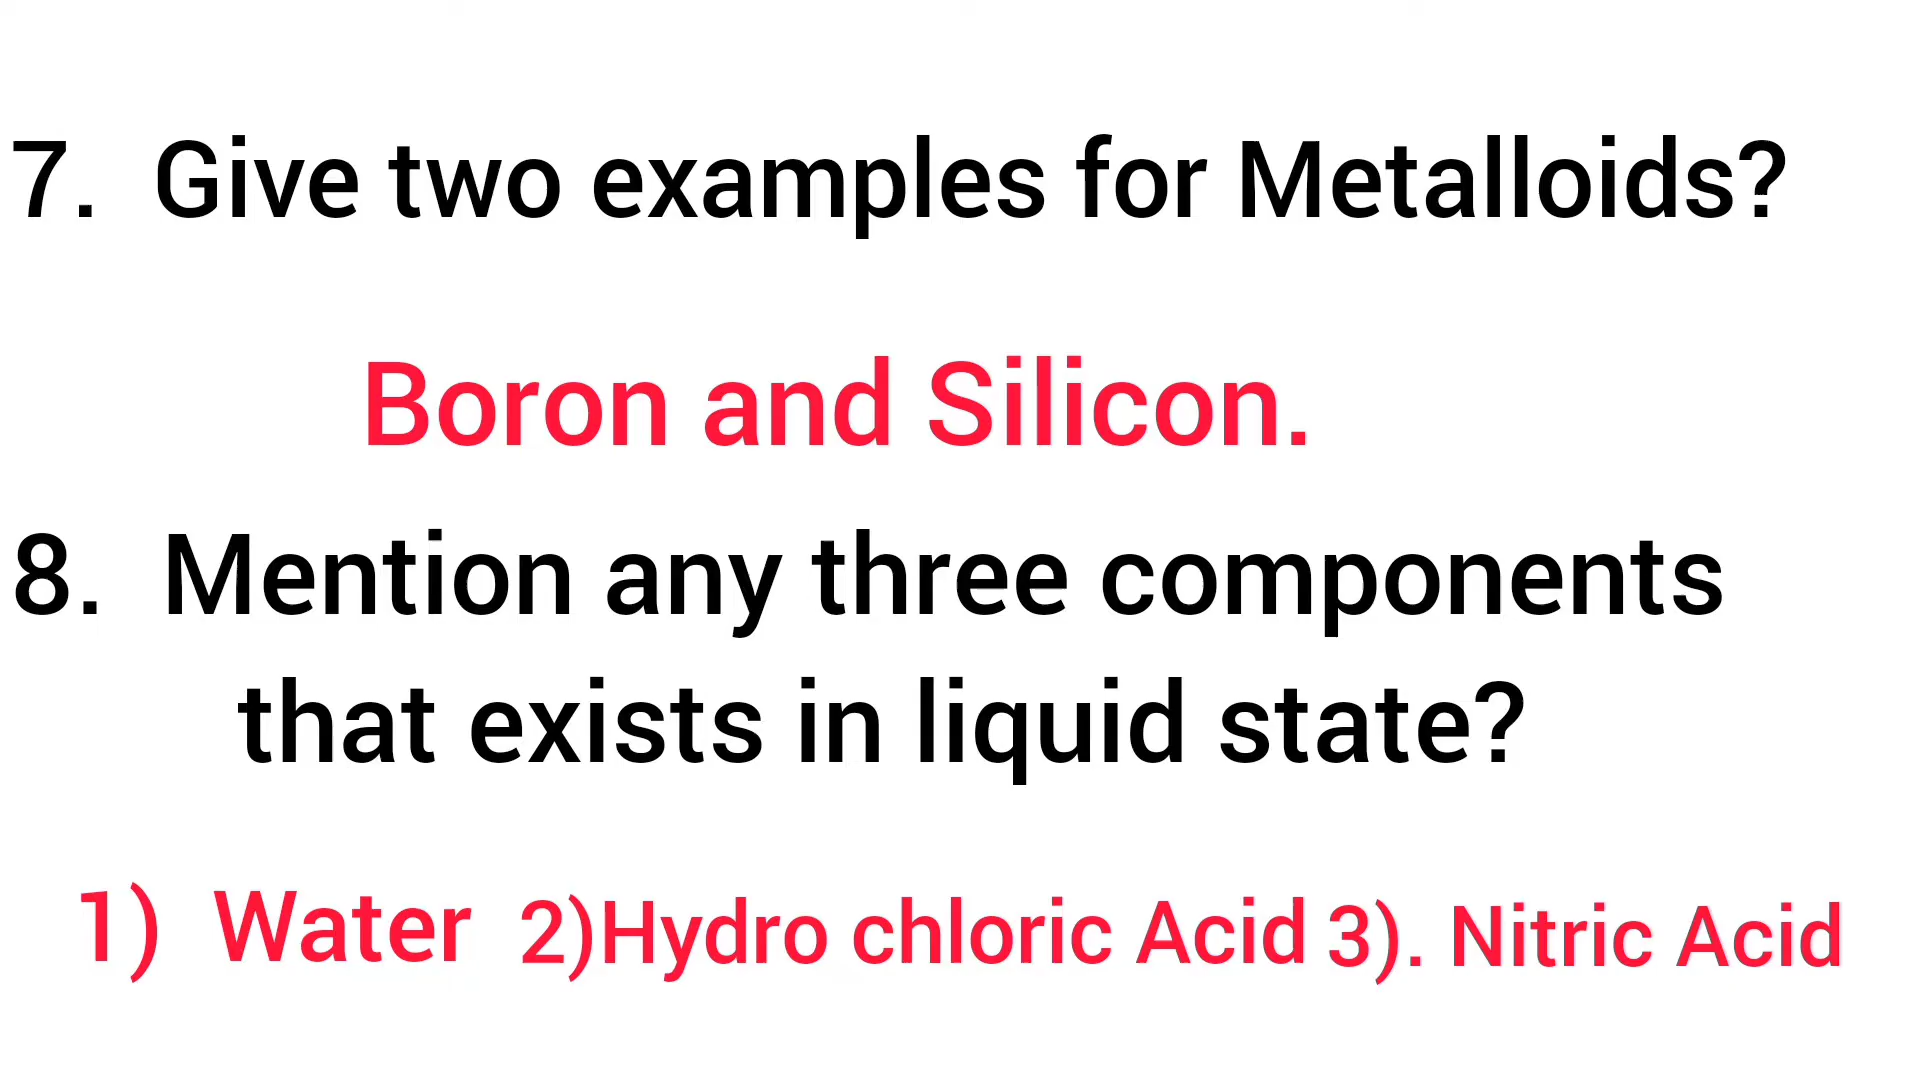 7. Give two examples for Metalloids?
Boron and Silicon.
8. Mention any three components
that exists in liquid state?
1) Water 2)Hydro chloric Acid 3). Nitric Acid